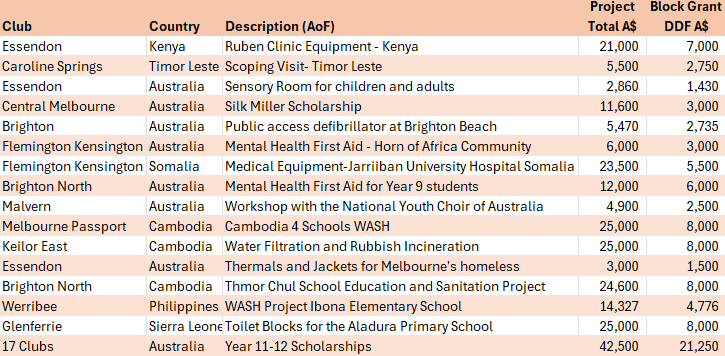 Project Block Grant
Club Country Description (AoF) Total A$ DDF A$
Essendon Kenya Ruben Clinic Equipment - Kenya 21,000 7,000
Caroline Springs Timor Leste Scoping Visit- Timor Leste 5,500 2,750
Essendon Australia Sensory Room for children and adults 2,860 1,430
Central Melbourne Australia Silk Miller Scholarship 11,600 3,000
Brighton Australia Public access defibrillator at Brighton Beach 5,470 2,735
Flemington Kensington Australia Mental Health First Aid - Horn of Africa Community 6,000 3,000
Flemington Kensington Somalia Medical Equipment-Jarriiban University Hospital Somalia 23,500 5,500
Brighton North Australia Mental Health First Aid for Year 9 students 12,000 6,000
Malvern Australia Workshop with the National Youth Choir of Australia 4,900 2,500
Melbourne Passport Cambodia Cambodia 4 Schools WASH 25,000 8,000
Keilor East Cambodia Water Filtration and Rubbish Incineration 25,000 8,000
Essendon Australia Thermals and Jackets for Melbourne's homeless 3,000 1,500
Brighton North Cambodia Thmor Chul School Education and Sanitation Project 24,600 8,000
Werribee Philippines WASH Project Ibona Elementary School 14,327 4,776
Glenferrie Sierra Leone Toilet Blocks for the Aladura Primary School 25,000 8,000
17 Clubs Australia Year 11-12 Scholarships 42,500 21,250